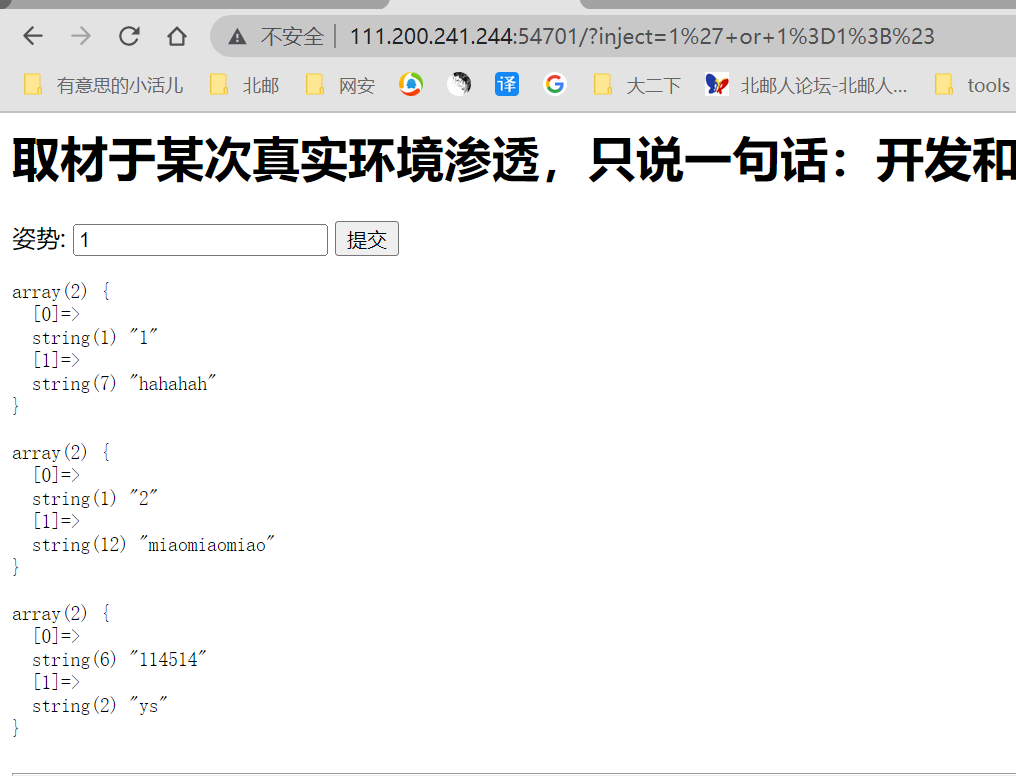 不安全 111.200.241.244:54701/?inject=1%27+or+1%3D1%3B%23
有意思的小活儿 北邮 网安 译 G 大二下 北邮人论坛-北邮人... tools
取材于某次真实环境渗透，只说一句话：开发和
姿势: 1 提交
array(2) {
[0]=>
string(1) "1"
[1]=>
string(7) "hahahah"
}
array(2) {
[0]=>
string(1) "2"
[1]=>
string(12) "miaomiaomiao"
}
array(2) {
[0]=>
string(6) "114514"
[1]=>
string(2) "ys"
}